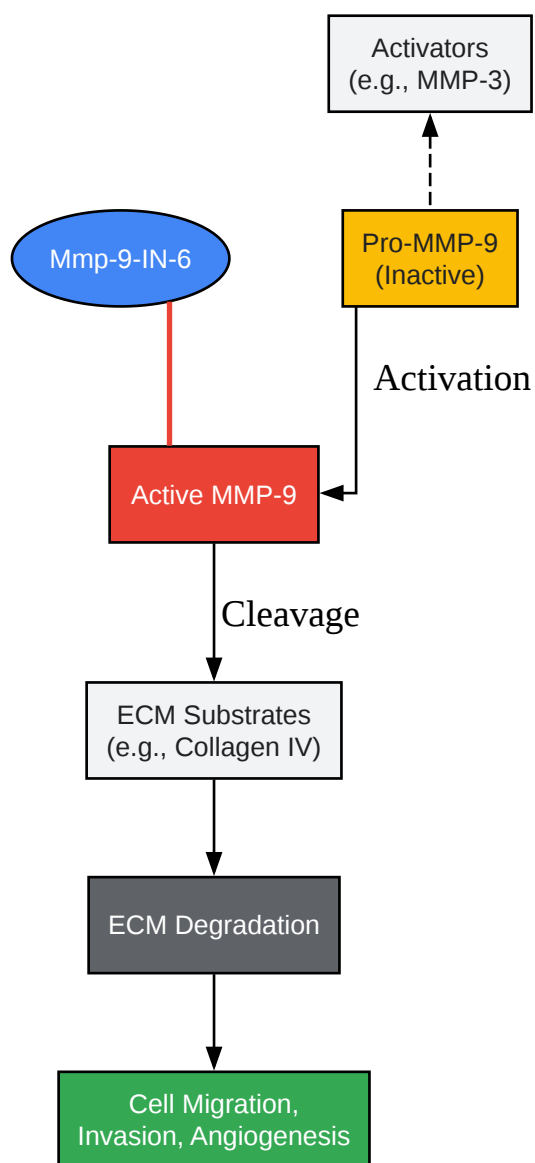 Activators
(e.g., MMP-3)
Mmp-9-IN-6
Pro-MMP-9
(Inactive)
Activation
Active MMP-9
Cleavage
ECM Substrates
(e.g., Collagen IV)
ECM Degradation
Cell Migration,
Invasion, Angiogenesis